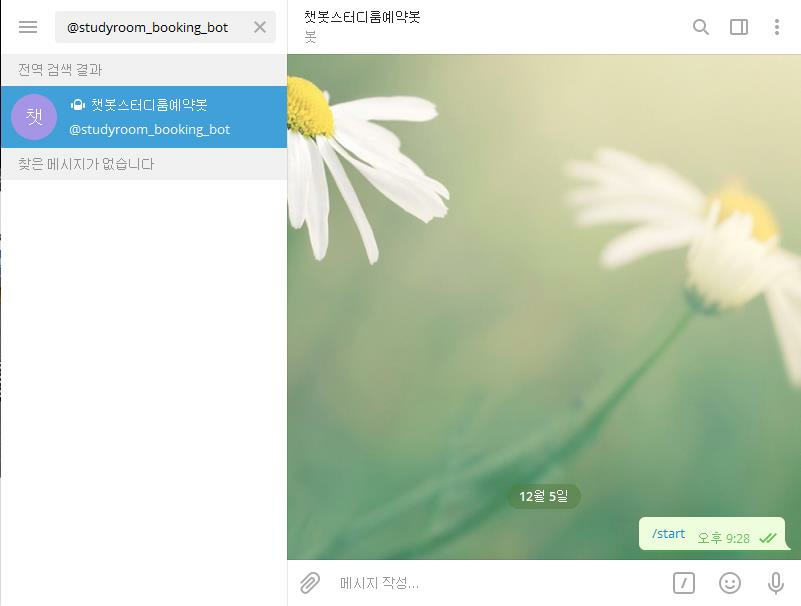 @studyroom_booking_bot
전역 검색 결과
챗
챗봇스터디룸예약봇
@studyroom_booking_bot
찾은 메시지가 없습니다
챗봇스터디룸예약봇
봇
12월 5일
/start 오후 9:28
메시지 작성...